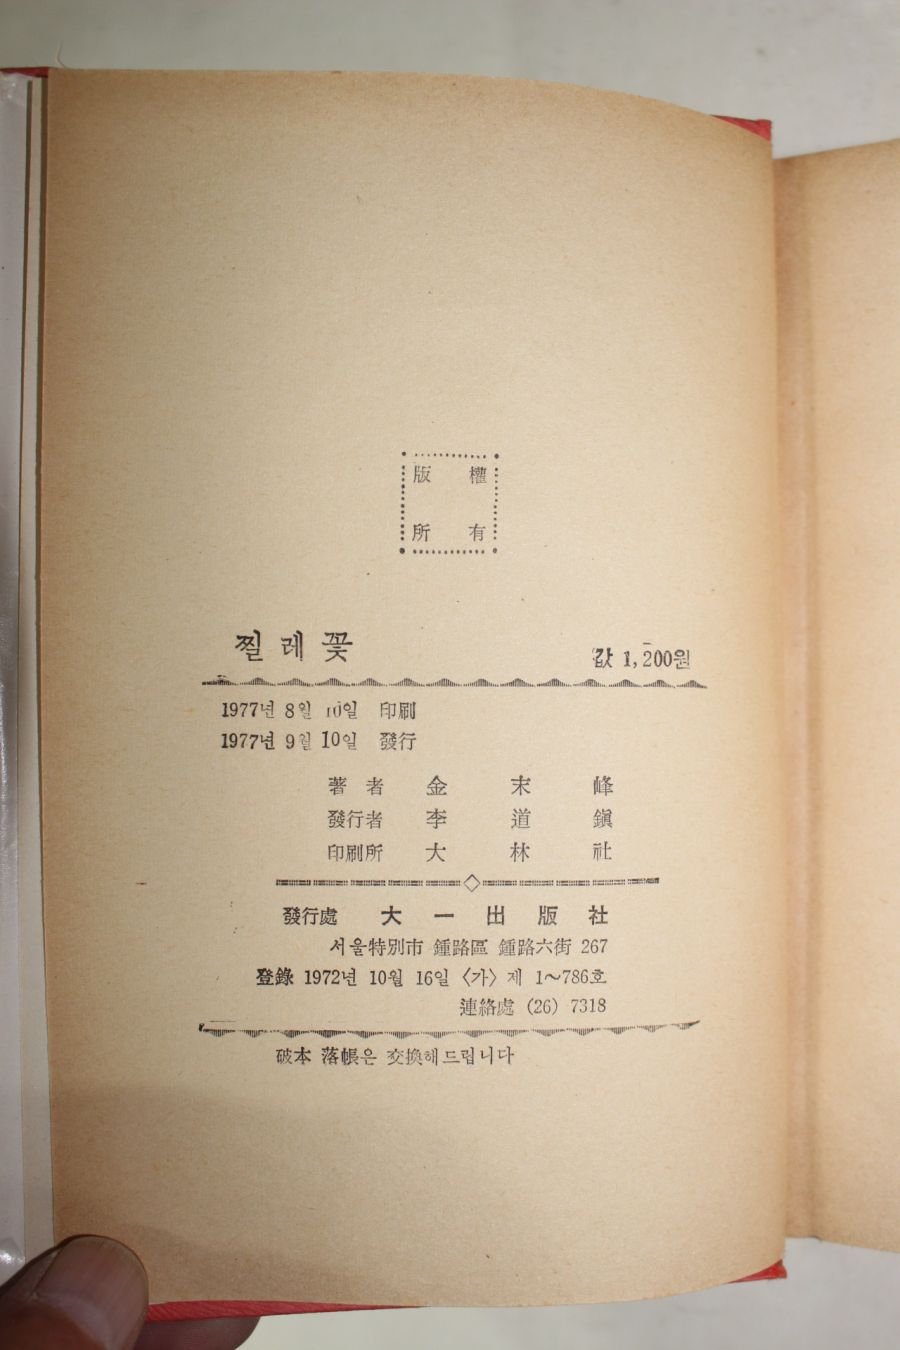 版 權
所 有
찔레꽃 값 1,200원
1977년 8월 10일 印刷
1977년 9월 10일 發行
著 者 金 末 峰
發行者 李 道 鎭
印刷所 大 林 社
發行處 大 一 出 版 社
서울特別市 鍾路區 鍾路六街 267
登錄 1972년 10월 16일 〈가〉 제 1~786호
連絡處 (26) 7318
破本 落帳은 交換해드립니다